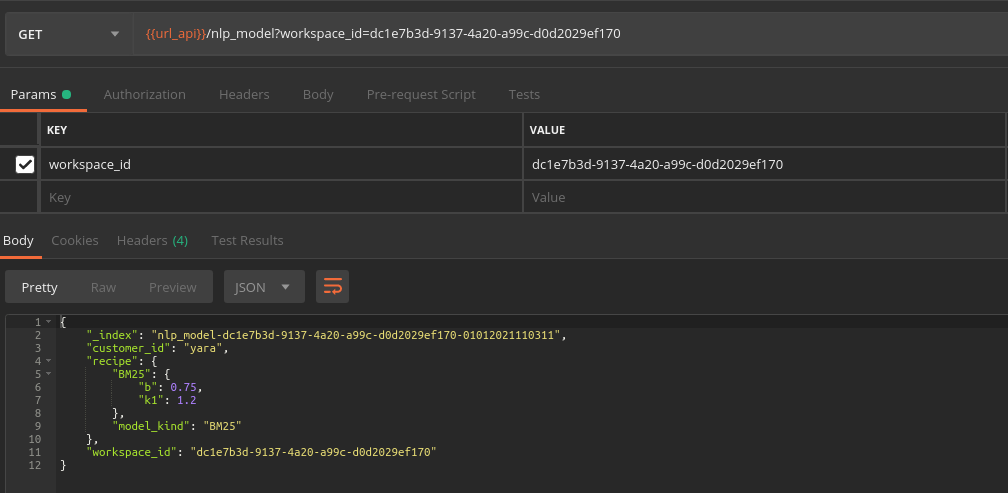 GET {{url_api}}/nlp_model?workspace_id=dc1e7b3d-9137-4a20-a99c-d0d2029ef170
Params Authorization Headers Body Pre-request Script Tests
KEY VALUE
workspace_id dc1e7b3d-9137-4a20-a99c-d0d2029ef170
Key Value
Body Cookies Headers (4) Test Results
Pretty Raw Preview JSON
1 {
2 "_index": "nlp_model-dc1e7b3d-9137-4a20-a99c-d0d2029ef170-01012021110311",
3 "customer_id": "yara",
4 "recipe": {
5 "BM25": {
6 "b": 0.75,
7 "k1": 1.2
8 },
9 "model_kind": "BM25"
10 },
11 "workspace_id": "dc1e7b3d-9137-4a20-a99c-d0d2029ef170"
12 }